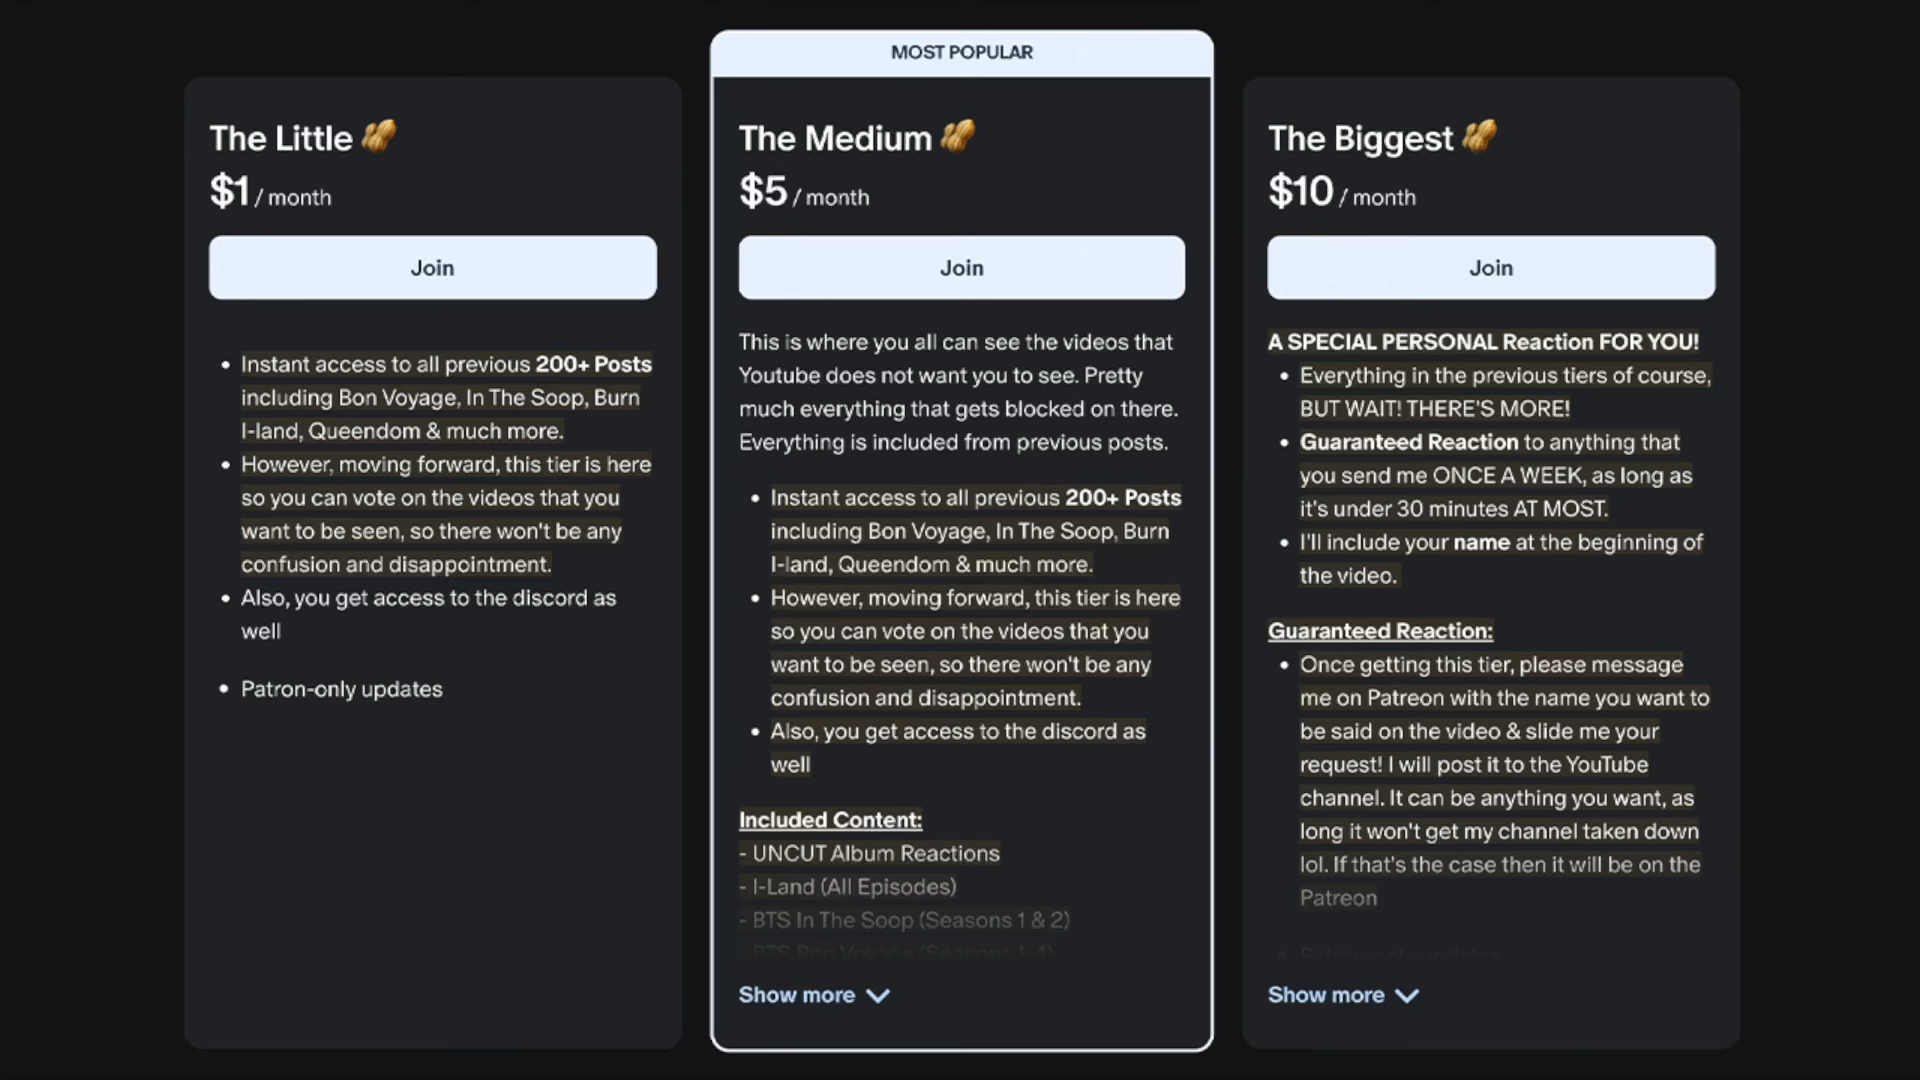 The Little 🥜
$1 / month
Join
Instant access to all previous 200+ Posts
including Bon Voyage, In The Soop, Burn
I-land, Queendom & much more.
However, moving forward, this tier is here
so you can vote on the videos that you
want to be seen, so there won't be any
confusion and disappointment.
Also, you get access to the discord as
well
Patron-only updates
MOST POPULAR
The Medium 🥜
$5 / month
Join
This is where you all can see the videos that
Youtube does not want you to see. Pretty
much everything that gets blocked on there.
Everything is included from previous posts.
Instant access to all previous 200+ Posts
including Bon Voyage, In The Soop, Burn
I-land, Queendom & much more.
However, moving forward, this tier is here
so you can vote on the videos that you
want to be seen, so there won't be any
confusion and disappointment.
Also, you get access to the discord as
well
Included Content:
- UNCUT Album Reactions
- I-Land (All Episodes)
- BTS In The Soop (Seasons 1 & 2)
- BTS Bon Voyage (Seasons 1-4)
Show more
The Biggest 🥜
$10 / month
Join
A SPECIAL PERSONAL Reaction FOR YOU!
Everything in the previous tiers of course,
BUT WAIT! THERE'S MORE!
Guaranteed Reaction to anything that
you send me ONCE A WEEK, as long as
it's under 30 minutes AT MOST.
I'll include your name at the beginning of
the video.
Guaranteed Reaction:
Once getting this tier, please message
me on Patreon with the name you want to
be said on the video & slide me your
request! I will post it to the YouTube
channel. It can be anything you want, as
long it won't get my channel taken down
lol. If that's the case then it will be on the
Patreon
Patron-only updates
Show more